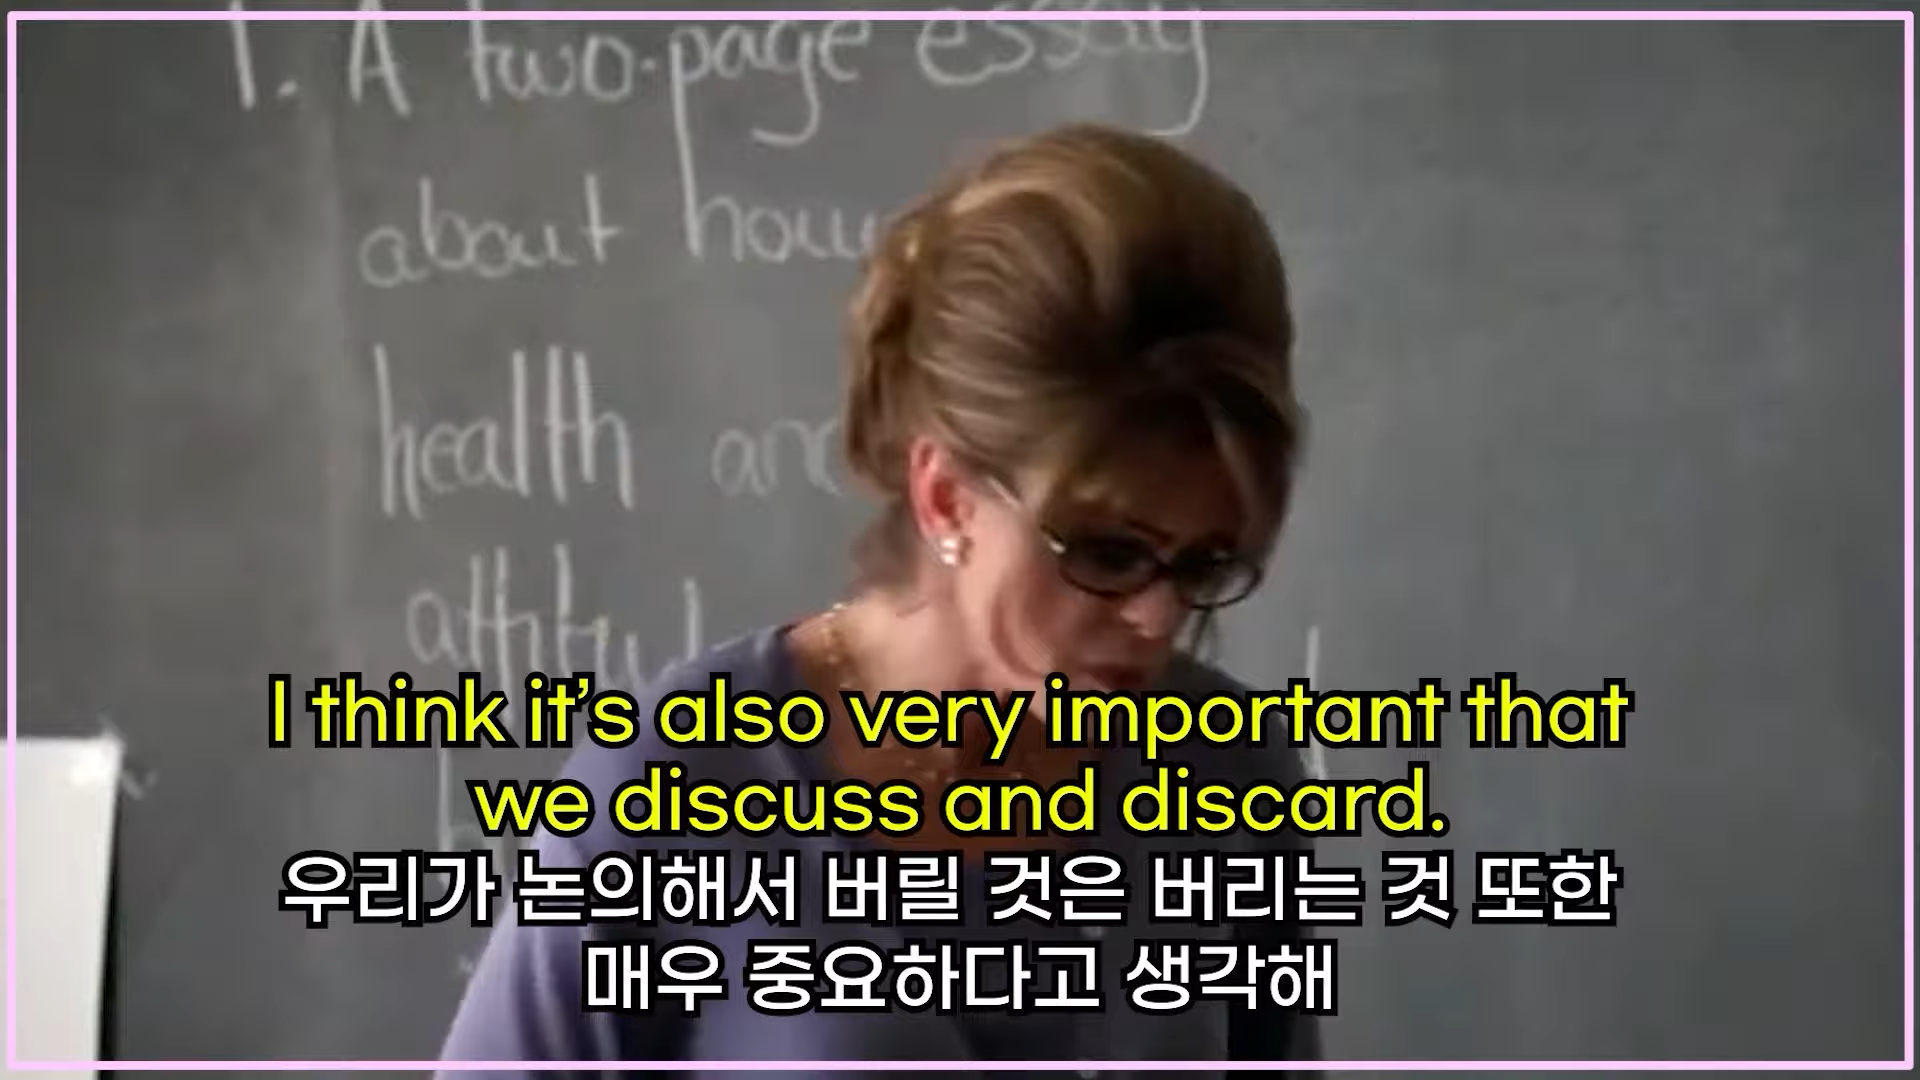 1. A two-page essay
about how
health and
attitud
I think it's also very important that
we discuss and discard.
우리가 논의해서 버릴 것은 버리는 것 또한
매우 중요하다고 생각해